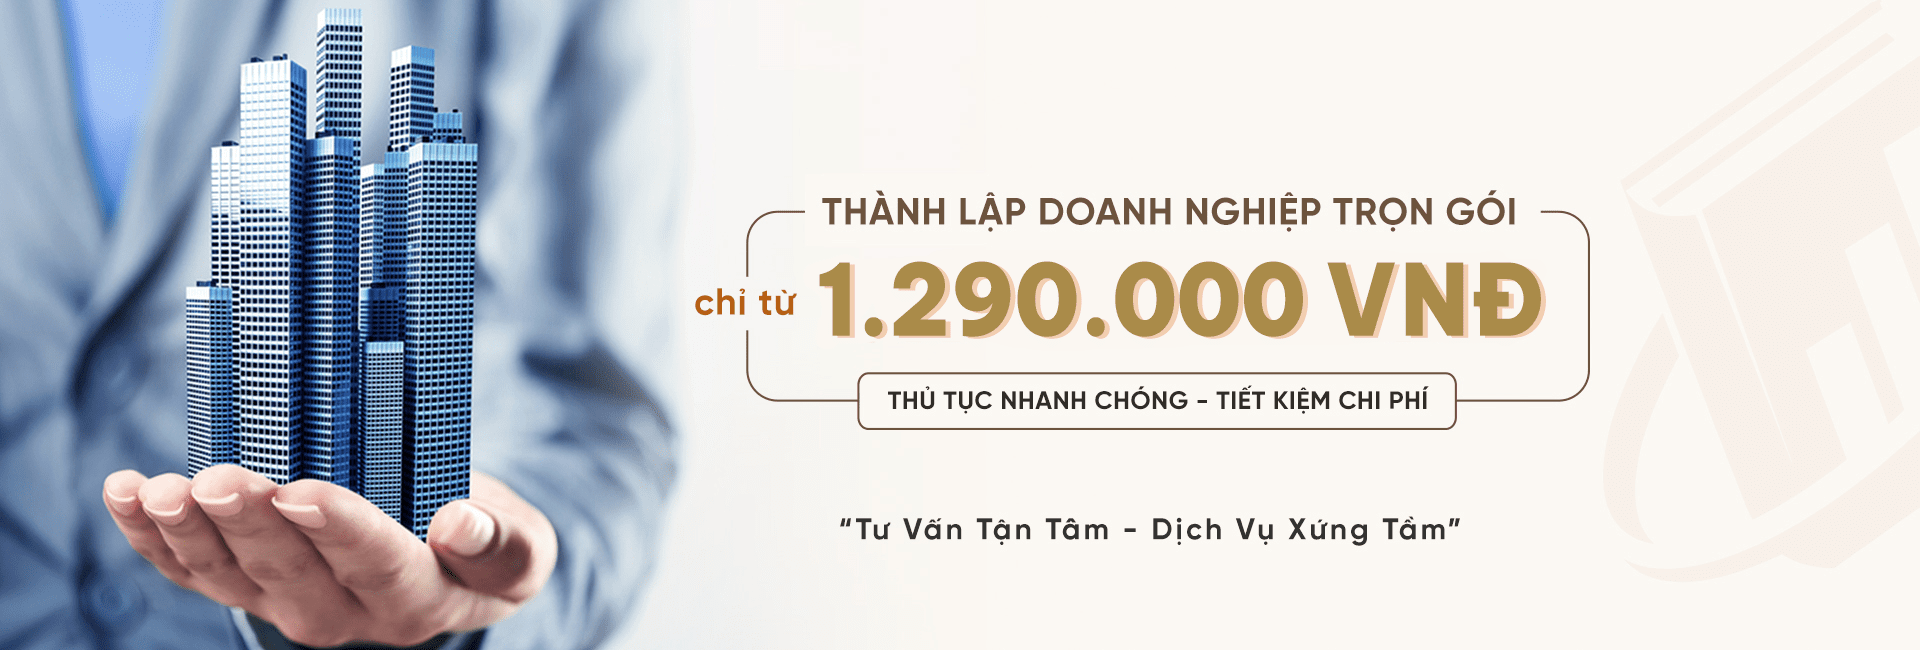 THÀNH LẬP DOANH NGHIỆP TRỌN GÓI
chỉ từ 1.290.000 VNĐ
THỦ TỤC NHANH CHÓNG - TIẾT KIỆM CHI PHÍ
“Tư Vấn Tận Tâm - Dịch Vụ Xứng Tầm”